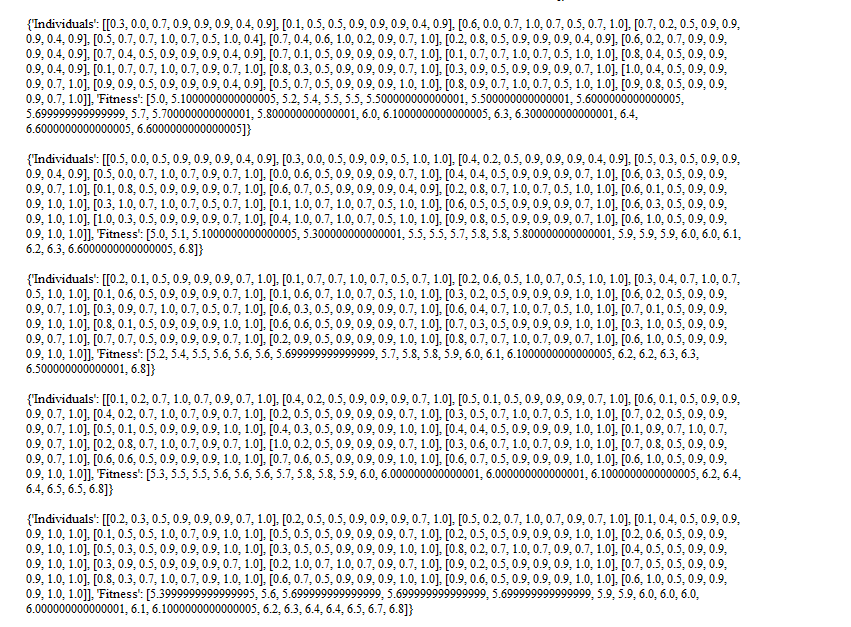 {'Individuals': [[0.3, 0.0, 0.7, 0.9, 0.9, 0.9, 0.4, 0.9], [0.1, 0.5, 0.5, 0.9, 0.9, 0.9, 0.4, 0.9], [0.6, 0.0, 0.7, 1.0, 0.7, 0.5, 0.7, 1.0], [0.7, 0.2, 0.5, 0.9, 0.9,
0.9, 0.4, 0.9], [0.5, 0.7, 0.7, 1.0, 0.7, 0.5, 1.0, 0.4], [0.7, 0.4, 0.6, 1.0, 0.2, 0.9, 0.7, 1.0], [0.2, 0.8, 0.5, 0.9, 0.9, 0.9, 0.4, 0.9], [0.6, 0.2, 0.7, 0.9, 0.9,
0.9, 0.4, 0.9], [0.7, 0.4, 0.5, 0.9, 0.9, 0.9, 0.4, 0.9], [0.7, 0.1, 0.5, 0.9, 0.9, 0.9, 0.7, 1.0], [0.1, 0.7, 0.7, 1.0, 0.7, 0.5, 1.0, 1.0], [0.8, 0.4, 0.5, 0.9, 0.9,
0.9, 0.4, 0.9], [0.1, 0.7, 0.7, 1.0, 0.7, 0.9, 0.7, 1.0], [0.8, 0.3, 0.5, 0.9, 0.9, 0.9, 0.7, 1.0], [0.3, 0.9, 0.5, 0.9, 0.9, 0.9, 0.7, 1.0], [1.0, 0.4, 0.5, 0.9, 0.9,
0.9, 0.7, 1.0], [0.9, 0.9, 0.5, 0.9, 0.9, 0.9, 0.4, 0.9], [0.5, 0.7, 0.5, 0.9, 0.9, 0.9, 1.0, 1.0], [0.8, 0.9, 0.7, 1.0, 0.7, 0.5, 1.0, 1.0], [0.9, 0.8, 0.5, 0.9, 0.9,
0.9, 0.7, 1.0]], 'Fitness': [5.0, 5.1000000000000005, 5.2, 5.4, 5.5, 5.5, 5.500000000000001, 5.500000000000001, 5.6000000000000005,
5.699999999999999, 5.7, 5.700000000000001, 5.800000000000001, 6.0, 6.1000000000000005, 6.3, 6.300000000000001, 6.4,
6.6000000000000005, 6.6000000000000005]}
{'Individuals': [[0.5, 0.0, 0.5, 0.9, 0.9, 0.9, 0.4, 0.9], [0.3, 0.0, 0.5, 0.9, 0.9, 0.5, 1.0, 1.0], [0.4, 0.2, 0.5, 0.9, 0.9, 0.9, 0.4, 0.9], [0.5, 0.3, 0.5, 0.9, 0.9,
0.9, 0.4, 0.9], [0.5, 0.0, 0.7, 1.0, 0.7, 0.9, 0.7, 1.0], [0.0, 0.6, 0.5, 0.9, 0.9, 0.9, 0.7, 1.0], [0.4, 0.4, 0.5, 0.9, 0.9, 0.9, 0.7, 1.0], [0.6, 0.3, 0.5, 0.9, 0.9,
0.9, 0.7, 1.0], [0.1, 0.8, 0.5, 0.9, 0.9, 0.9, 0.7, 1.0], [0.6, 0.7, 0.5, 0.9, 0.9, 0.9, 0.4, 0.9], [0.2, 0.8, 0.7, 1.0, 0.7, 0.5, 1.0, 1.0], [0.6, 0.1, 0.5, 0.9, 0.9,
0.9, 1.0, 1.0], [0.3, 1.0, 0.7, 1.0, 0.7, 0.5, 0.7, 1.0], [0.1, 1.0, 0.7, 1.0, 0.7, 0.5, 1.0, 1.0], [0.6, 0.5, 0.5, 0.9, 0.9, 0.9, 0.7, 1.0], [0.6, 0.3, 0.5, 0.9, 0.9,
0.9, 1.0, 1.0], [1.0, 0.3, 0.5, 0.9, 0.9, 0.9, 0.7, 1.0], [0.4, 1.0, 0.7, 1.0, 0.7, 0.5, 1.0, 1.0], [0.9, 0.8, 0.5, 0.9, 0.9, 0.9, 0.7, 1.0], [0.6, 1.0, 0.5, 0.9, 0.9,
0.9, 1.0, 1.0]], 'Fitness': [5.0, 5.1, 5.1000000000000005, 5.300000000000001, 5.5, 5.5, 5.7, 5.8, 5.8, 5.800000000000001, 5.9, 5.9, 5.9, 6.0, 6.0, 6.1,
6.2, 6.3, 6.6000000000000005, 6.8]}
{'Individuals': [[0.2, 0.1, 0.5, 0.9, 0.9, 0.9, 0.7, 1.0], [0.1, 0.7, 0.7, 1.0, 0.7, 0.5, 0.7, 1.0], [0.2, 0.6, 0.5, 1.0, 0.7, 0.5, 1.0, 1.0], [0.3, 0.4, 0.7, 1.0, 0.7,
0.5, 1.0, 1.0], [0.1, 0.6, 0.5, 0.9, 0.9, 0.9, 0.7, 1.0], [0.1, 0.6, 0.7, 1.0, 0.7, 0.5, 1.0, 1.0], [0.3, 0.2, 0.5, 0.9, 0.9, 0.9, 1.0, 1.0], [0.6, 0.2, 0.5, 0.9, 0.9,
0.9, 0.7, 1.0], [0.3, 0.9, 0.7, 1.0, 0.7, 0.5, 0.7, 1.0], [0.6, 0.3, 0.5, 0.9, 0.9, 0.9, 0.7, 1.0], [0.6, 0.4, 0.7, 1.0, 0.7, 0.5, 1.0, 1.0], [0.7, 0.1, 0.5, 0.9, 0.9,
0.9, 1.0, 1.0], [0.8, 0.1, 0.5, 0.9, 0.9, 0.9, 1.0, 1.0], [0.6, 0.6, 0.5, 0.9, 0.9, 0.9, 0.7, 1.0], [0.7, 0.3, 0.5, 0.9, 0.9, 0.9, 1.0, 1.0], [0.3, 1.0, 0.5, 0.9, 0.9,
0.9, 0.7, 1.0], [0.7, 0.7, 0.5, 0.9, 0.9, 0.9, 0.7, 1.0], [0.2, 0.9, 0.5, 0.9, 0.9, 0.9, 1.0, 1.0], [0.8, 0.7, 0.7, 1.0, 0.7, 0.9, 0.7, 1.0], [0.6, 1.0, 0.5, 0.9, 0.9,
0.9, 1.0, 1.0]], 'Fitness': [5.2, 5.4, 5.5, 5.6, 5.6, 5.6, 5.699999999999999, 5.7, 5.8, 5.8, 5.9, 6.0, 6.1, 6.1000000000000005, 6.2, 6.2, 6.3, 6.3,
6.500000000000001, 6.8]}
{'Individuals': [[0.1, 0.2, 0.7, 1.0, 0.7, 0.9, 0.7, 1.0], [0.4, 0.2, 0.5, 0.9, 0.9, 0.9, 0.7, 1.0], [0.5, 0.1, 0.5, 0.9, 0.9, 0.9, 0.7, 1.0], [0.6, 0.1, 0.5, 0.9, 0.9,
0.9, 0.7, 1.0], [0.4, 0.2, 0.7, 1.0, 0.7, 0.9, 0.7, 1.0], [0.2, 0.5, 0.5, 0.9, 0.9, 0.9, 0.7, 1.0], [0.3, 0.5, 0.7, 1.0, 0.7, 0.5, 1.0, 1.0], [0.7, 0.2, 0.5, 0.9, 0.9,
0.9, 0.7, 1.0], [0.5, 0.1, 0.5, 0.9, 0.9, 0.9, 1.0, 1.0], [0.4, 0.3, 0.5, 0.9, 0.9, 0.9, 1.0, 1.0], [0.4, 0.4, 0.5, 0.9, 0.9, 0.9, 1.0, 1.0], [0.1, 0.9, 0.7, 1.0, 0.7,
0.9, 0.7, 1.0], [0.2, 0.8, 0.7, 1.0, 0.7, 0.9, 0.7, 1.0], [1.0, 0.2, 0.5, 0.9, 0.9, 0.9, 0.7, 1.0], [0.3, 0.6, 0.7, 1.0, 0.7, 0.9, 1.0, 1.0], [0.7, 0.8, 0.5, 0.9, 0.9,
0.9, 0.7, 1.0], [0.6, 0.6, 0.5, 0.9, 0.9, 0.9, 1.0, 1.0], [0.7, 0.6, 0.5, 0.9, 0.9, 0.9, 1.0, 1.0], [0.6, 0.7, 0.5, 0.9, 0.9, 0.9, 1.0, 1.0], [0.6, 1.0, 0.5, 0.9, 0.9,
0.9, 1.0, 1.0]], 'Fitness': [5.3, 5.5, 5.5, 5.6, 5.6, 5.6, 5.7, 5.8, 5.8, 5.9, 6.0, 6.000000000000001, 6.000000000000001, 6.1000000000000005, 6.2, 6.4,
6.4, 6.5, 6.5, 6.8]}
{'Individuals': [[0.2, 0.3, 0.5, 0.9, 0.9, 0.9, 0.7, 1.0], [0.2, 0.5, 0.5, 0.9, 0.9, 0.9, 0.7, 1.0], [0.5, 0.2, 0.7, 1.0, 0.7, 0.9, 0.7, 1.0], [0.1, 0.4, 0.5, 0.9, 0.9,
0.9, 1.0, 1.0], [0.1, 0.5, 0.5, 1.0, 0.7, 0.9, 1.0, 1.0], [0.5, 0.5, 0.5, 0.9, 0.9, 0.9, 0.7, 1.0], [0.2, 0.5, 0.5, 0.9, 0.9, 0.9, 1.0, 1.0], [0.2, 0.6, 0.5, 0.9, 0.9,
0.9, 1.0, 1.0], [0.5, 0.3, 0.5, 0.9, 0.9, 0.9, 1.0, 1.0], [0.3, 0.5, 0.5, 0.9, 0.9, 0.9, 1.0, 1.0], [0.8, 0.2, 0.7, 1.0, 0.7, 0.9, 0.7, 1.0], [0.4, 0.5, 0.5, 0.9, 0.9,
0.9, 1.0, 1.0], [0.3, 0.9, 0.5, 0.9, 0.9, 0.9, 0.7, 1.0], [0.2, 1.0, 0.7, 1.0, 0.7, 0.9, 0.7, 1.0], [0.9, 0.2, 0.5, 0.9, 0.9, 0.9, 1.0, 1.0], [0.7, 0.5, 0.5, 0.9, 0.9,
0.9, 1.0, 1.0], [0.8, 0.3, 0.7, 1.0, 0.7, 0.9, 1.0, 1.0], [0.6, 0.7, 0.5, 0.9, 0.9, 0.9, 1.0, 1.0], [0.9, 0.6, 0.5, 0.9, 0.9, 0.9, 1.0, 1.0], [0.6, 1.0, 0.5, 0.9, 0.9,
0.9, 1.0, 1.0]], 'Fitness': [5.3999999999999995, 5.6, 5.699999999999999, 5.699999999999999, 5.699999999999999, 5.9, 5.9, 6.0, 6.0, 6.0,
6.000000000000001, 6.1, 6.1000000000000005, 6.2, 6.3, 6.4, 6.4, 6.5, 6.7, 6.8]}